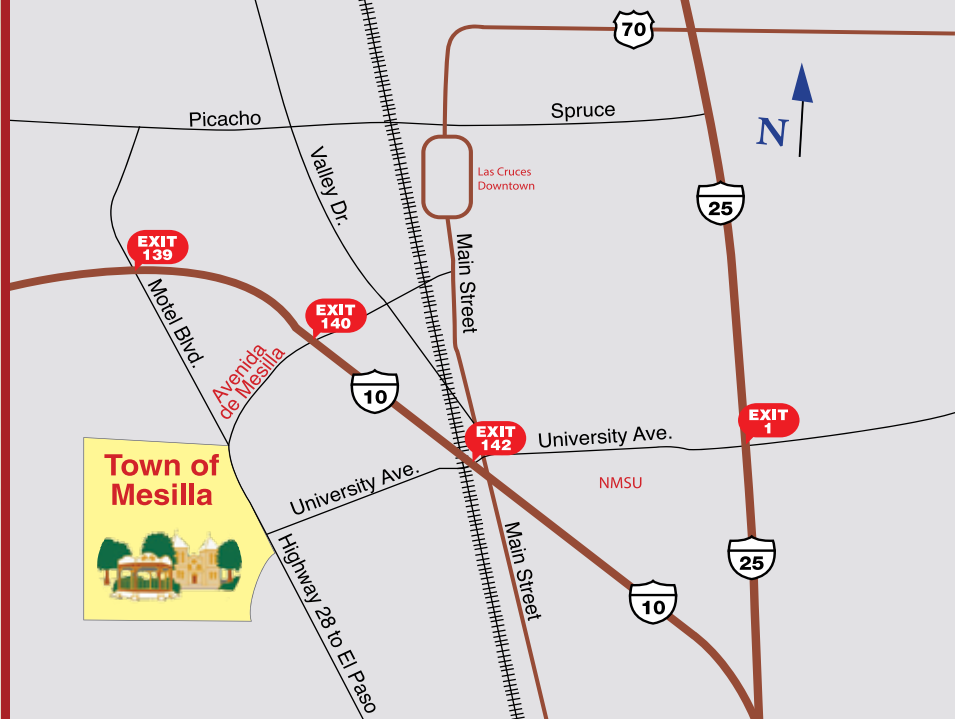 70
Picacho
Spruce
N
Las Cruces
Downtown
Valley Dr.
25
EXIT
139
Main Street
Motel Blvd.
EXIT
140
Avenida
de Mesilla
10
EXIT
1
EXIT
142
University Ave.
Town of
Mesilla
University Ave.
NMSU
Main Street
Highway 28 to El Paso
25
10